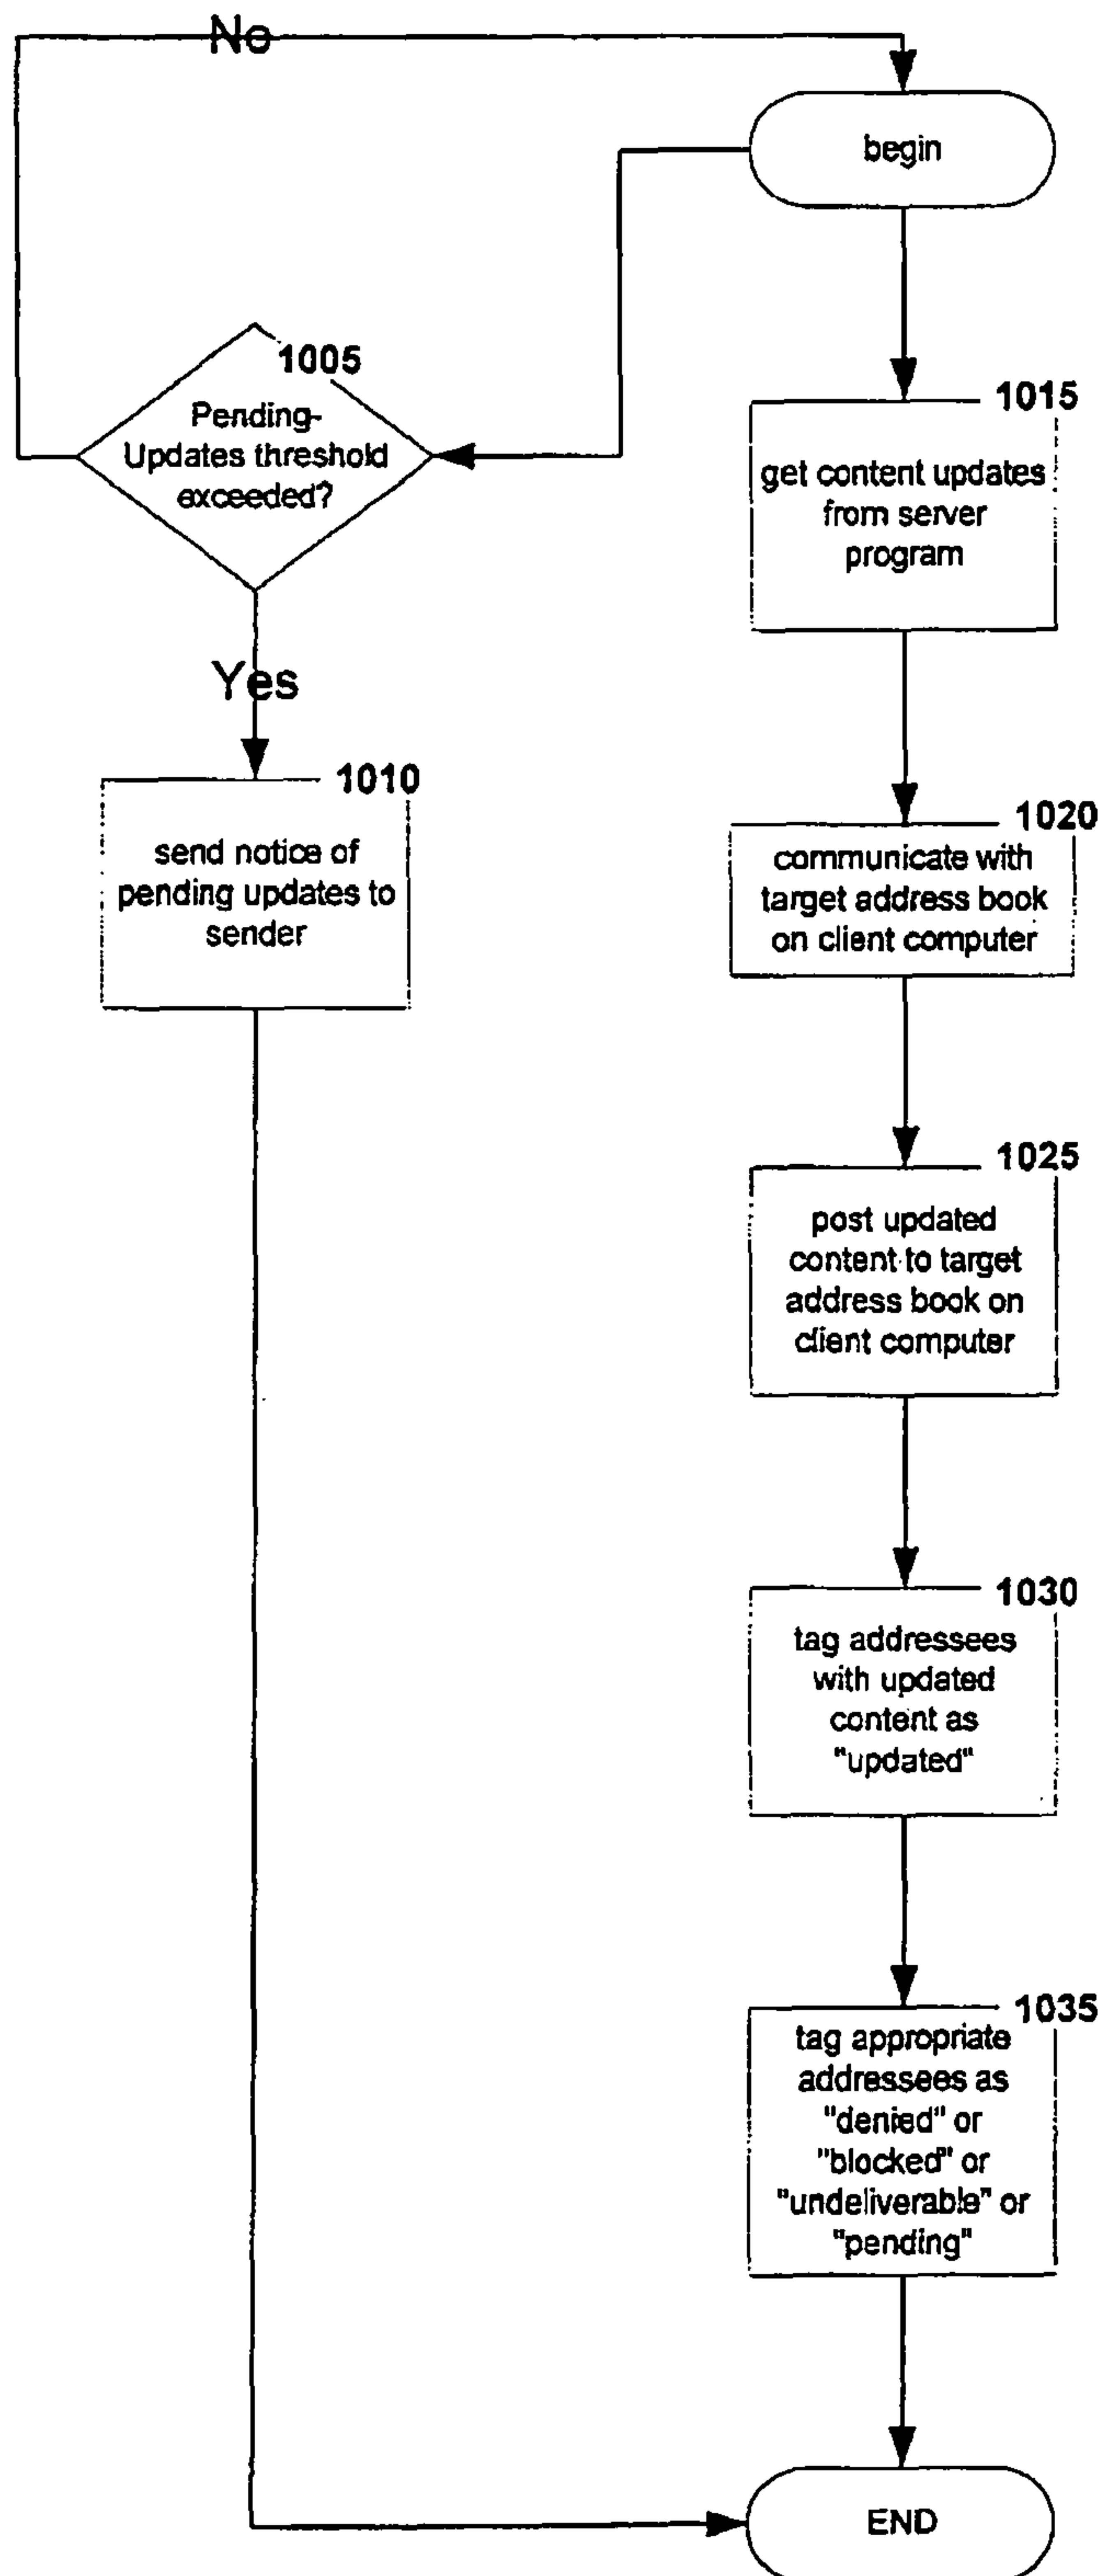 No
begin
1005
Pending-
Updates threshold
exceeded?
Yes
1010
send notice of
pending updates to
sender
1015
get content updates
from server
program
1020
communicate with
target address book
on client computer
1025
post updated
content to target
address book on
client computer
1030
tag addressees
with updated
content as
"updated"
1035
tag appropriate
addressees as
"denied" or
"blocked" or
"undeliverable" or
"pending"
END